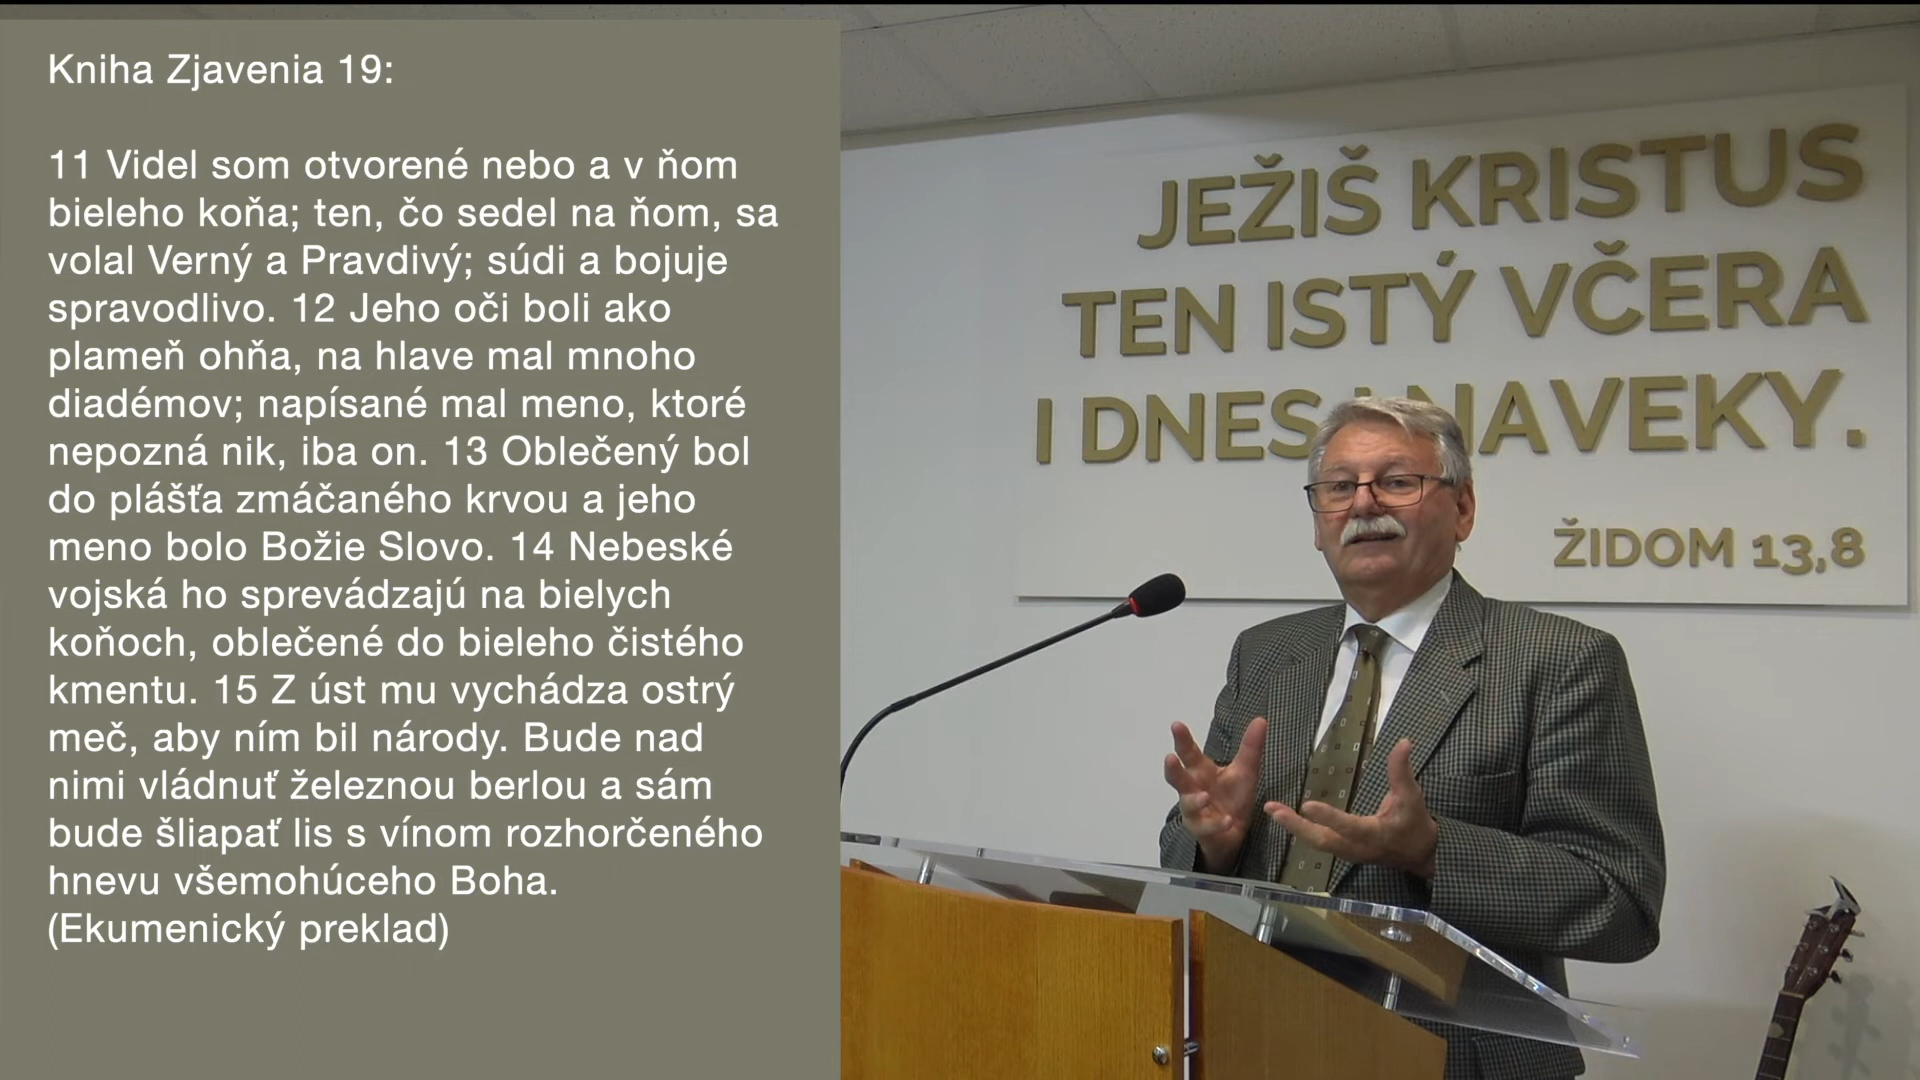 Kniha Zjavenia 19:
11 Videl som otvorené nebo a v ňom
bieleho koňa; ten, čo sedel na ňom, sa
volal Verný a Pravdivý; súdi a bojuje
spravodlivo. 12 Jeho oči boli ako
plameň ohňa, na hlave mal mnoho
diadémov; napísané mal meno, ktoré
nepozná nik, iba on. 13 Oblečený bol
do plášťa zmáčaného krvou a jeho
meno bolo Božie Slovo. 14 Nebeské
vojská ho sprevádzajú na bielych
koňoch, oblečené do bieleho čistého
kmentu. 15 Z úst mu vychádza ostrý
meč, aby ním bil národy. Bude nad
nimi vládnuť železnou berlou a sám
bude šliapať lis s vínom rozhorčeného
hnevu všemohúceho Boha.
(Ekumenický preklad)
JEŽIŠ KRISTUS
TEN ISTÝ VČERA
I DNES I NAVEKY.
ŽIDOM 13,8